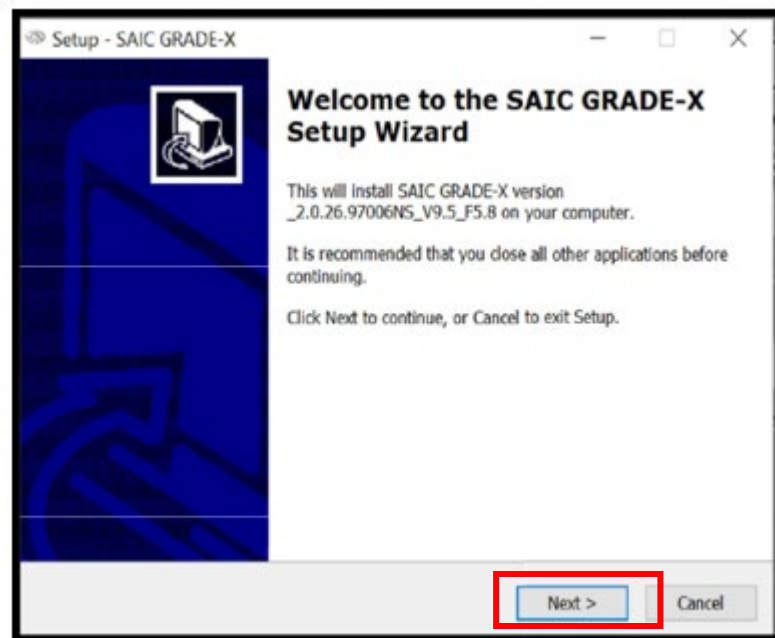 Setup - SAIC GRADE-X
Welcome to the SAIC GRADE-X
Setup Wizard
This will install SAIC GRADE-X version
_2.0.26.97006NS_V9.5_F5.8 on your computer.
It is recommended that you close all other applications before
continuing.
Click Next to continue, or Cancel to exit Setup.
Next >
Cancel